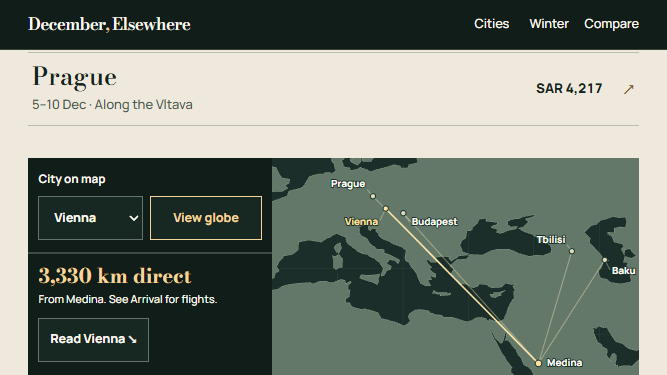 December, Elsewhere
Cities Winter Compare
Prague
5–10 Dec · Along the Vltava
SAR 4,217 ↗
City on map
Vienna
View globe
3,330 km direct
From Medina. See Arrival for flights.
Read Vienna ↘
Prague
Vienna
Budapest
Tbilisi
Baku
Medina